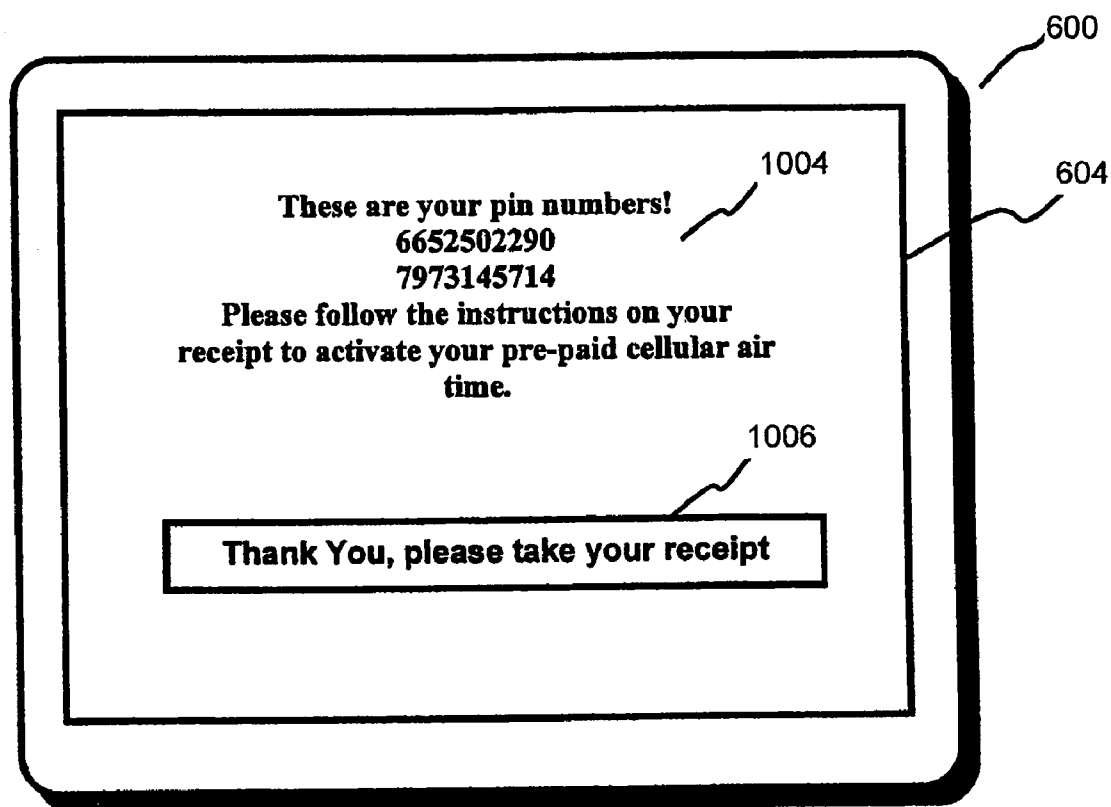 600
1004
604
These are your pin numbers!
6652502290
7973145714
Please follow the instructions on your
receipt to activate your pre-paid cellular air
time.
1006
Thank You, please take your receipt